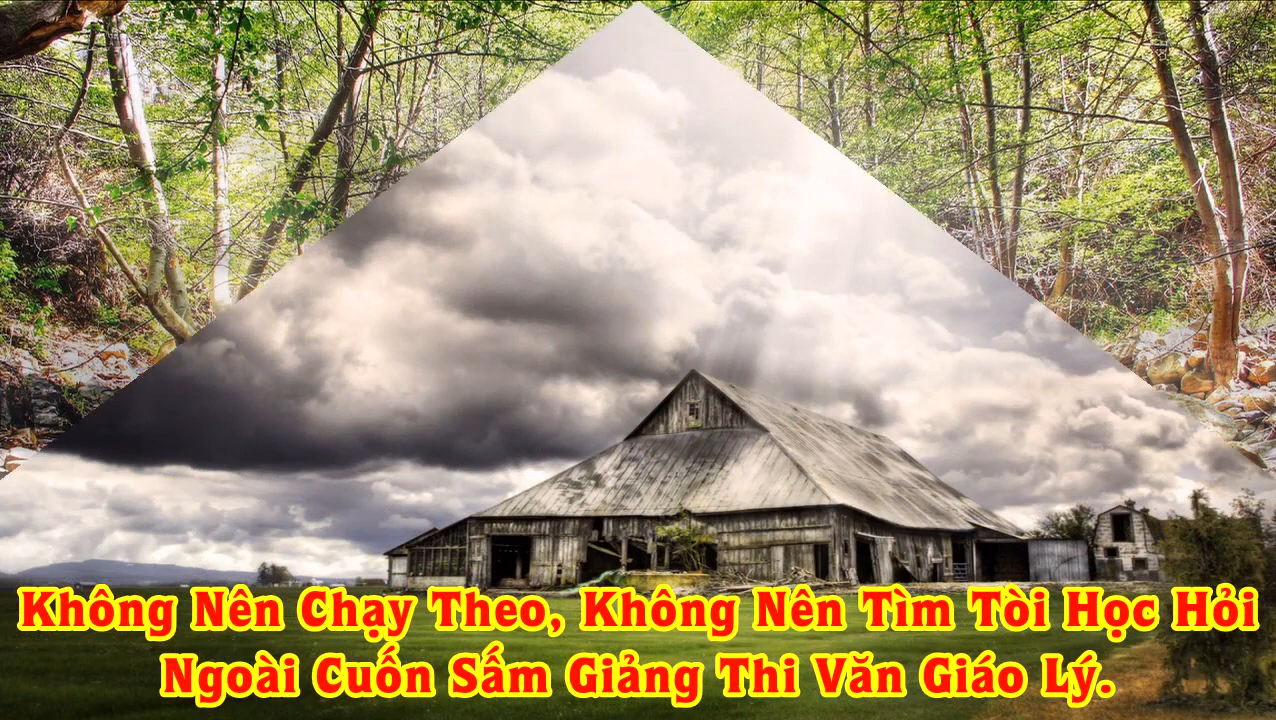 Không Nên Chạy Theo, Không Nên Tìm Tòi Học Hỏi
Ngoài Cuốn Sấm Giảng Thi Văn Giáo Lý.